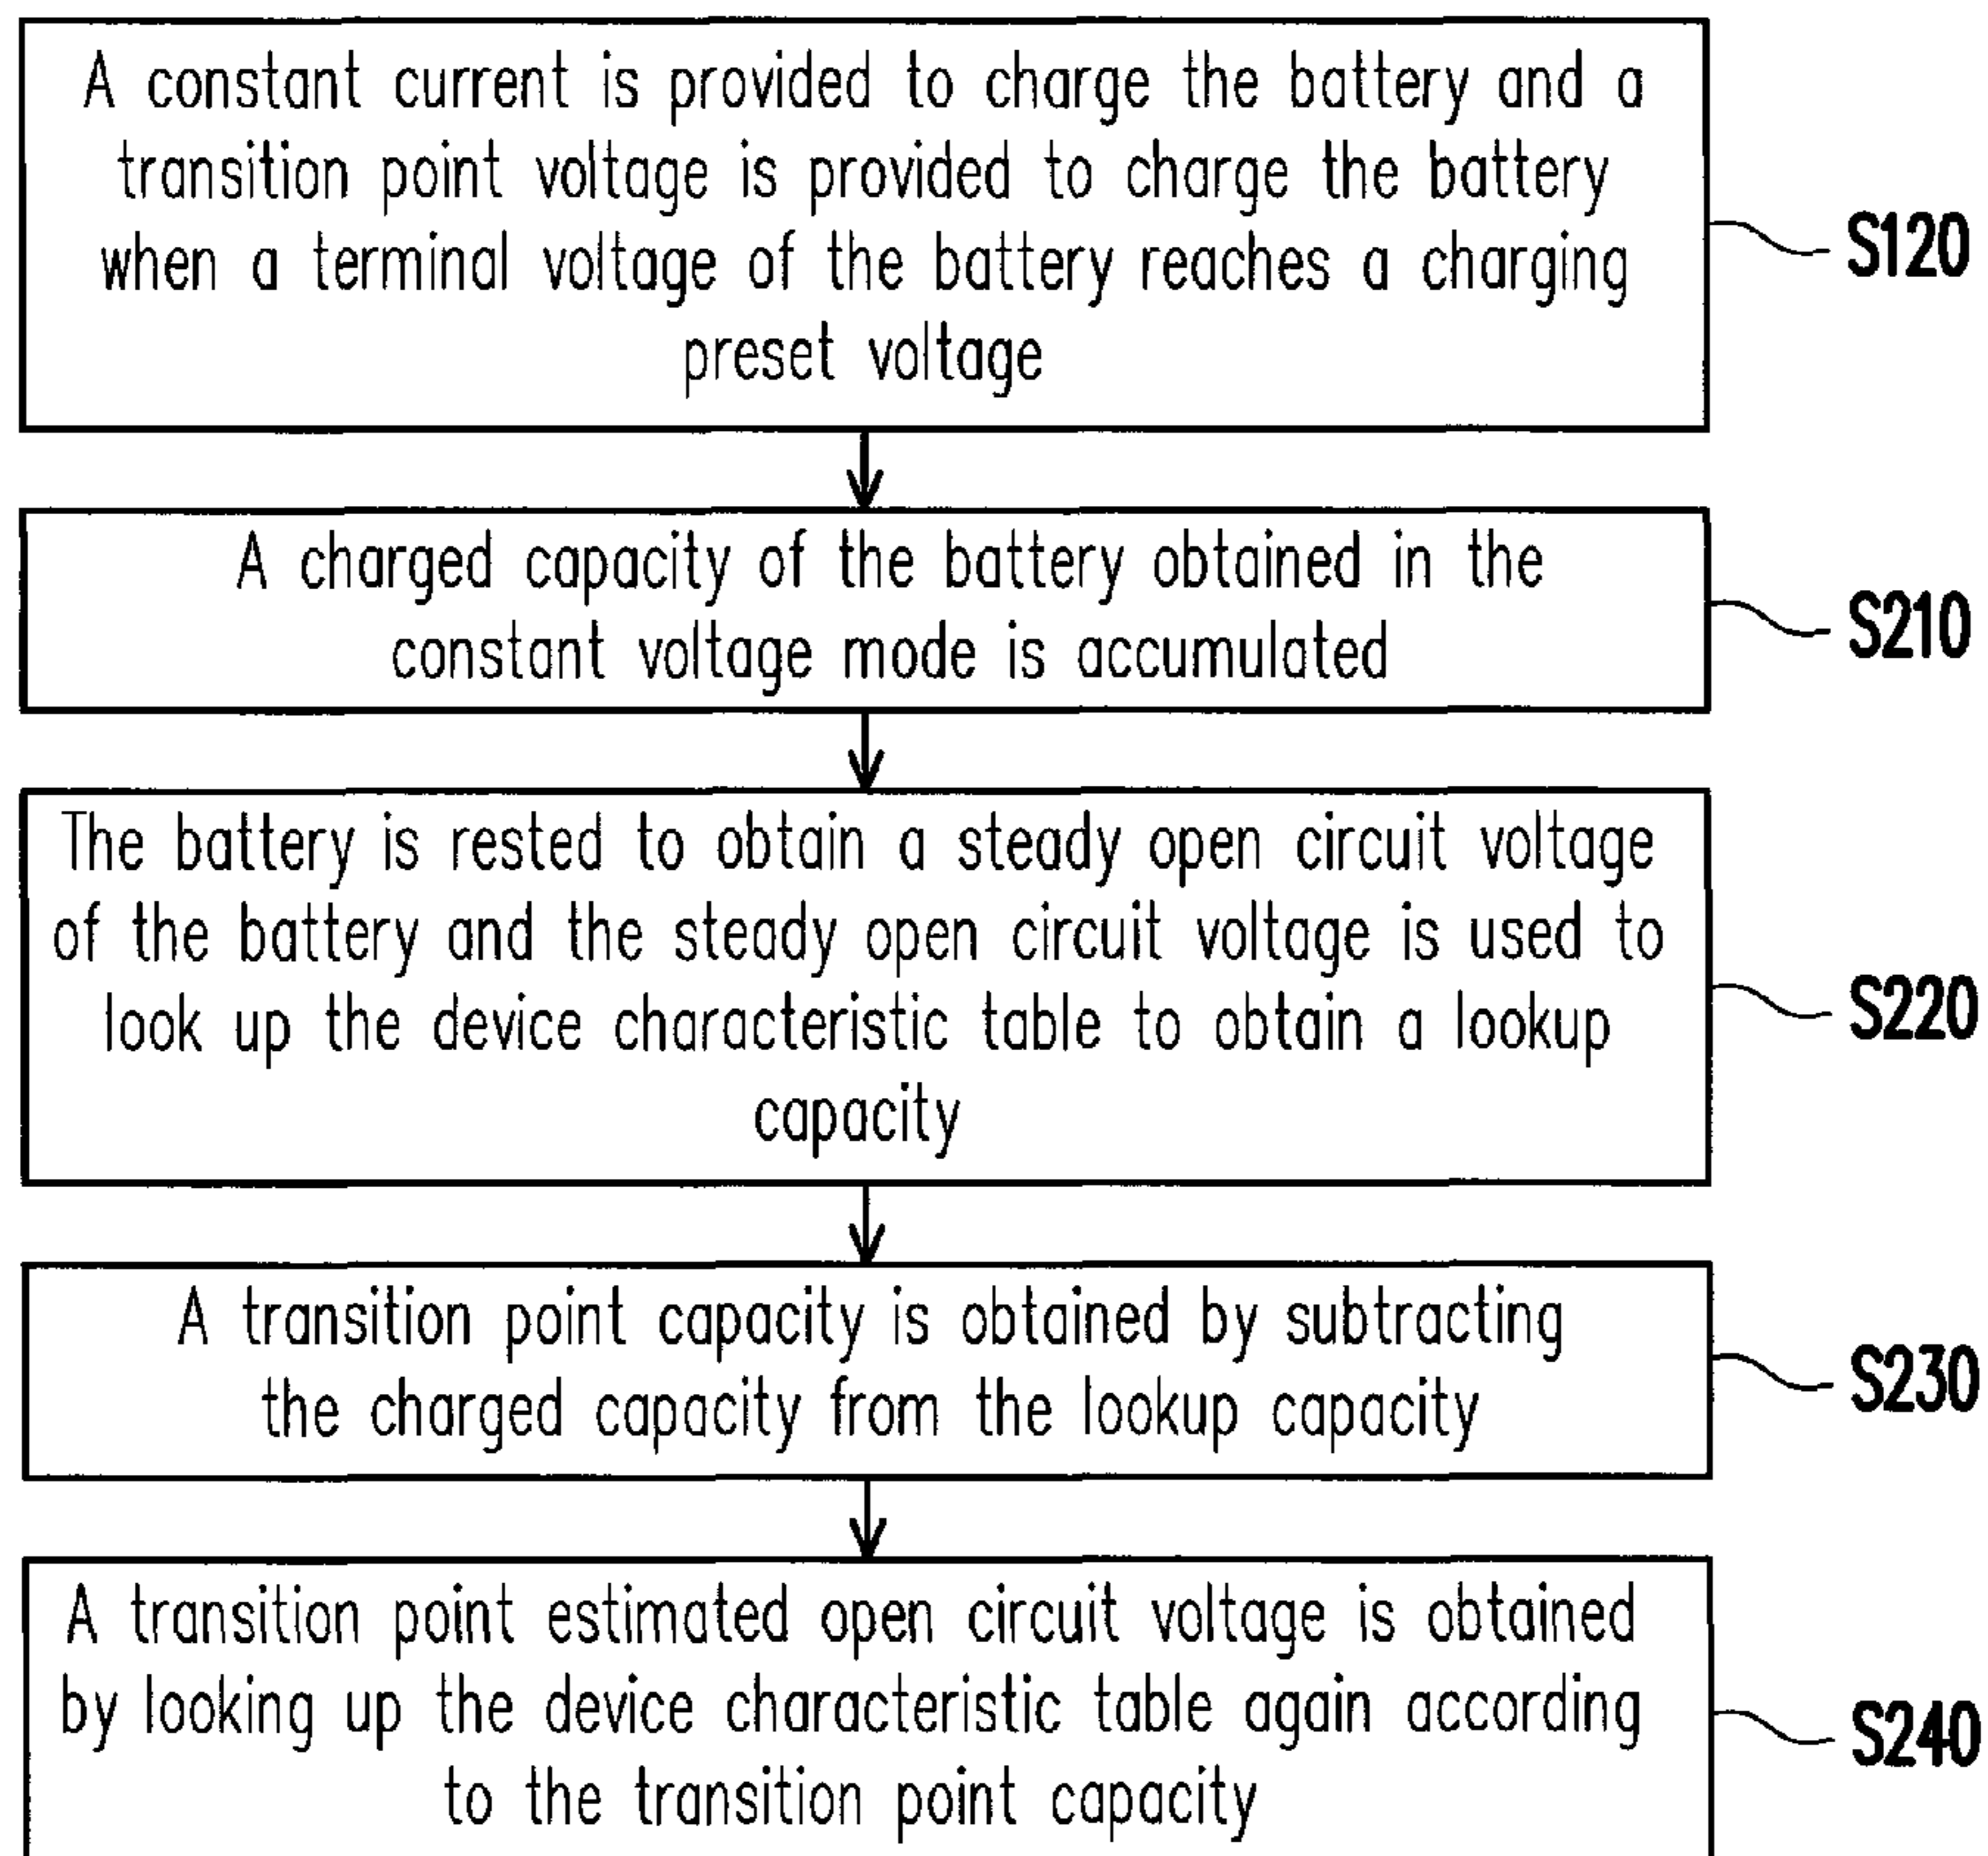 A constant current is provided to charge the battery and a
transition point voltage is provided to charge the battery
when a terminal voltage of the battery reaches a charging
preset voltage
S120
A charged capacity of the battery obtained in the
constant voltage mode is accumulated
S210
The battery is rested to obtain a steady open circuit voltage
of the battery and the steady open circuit voltage is used to
look up the device characteristic table to obtain a lookup
capacity
S220
A transition point capacity is obtained by subtracting
the charged capacity from the lookup capacity
S230
A transition point estimated open circuit voltage is obtained
by looking up the device characteristic table again according
to the transition point capacity
S240